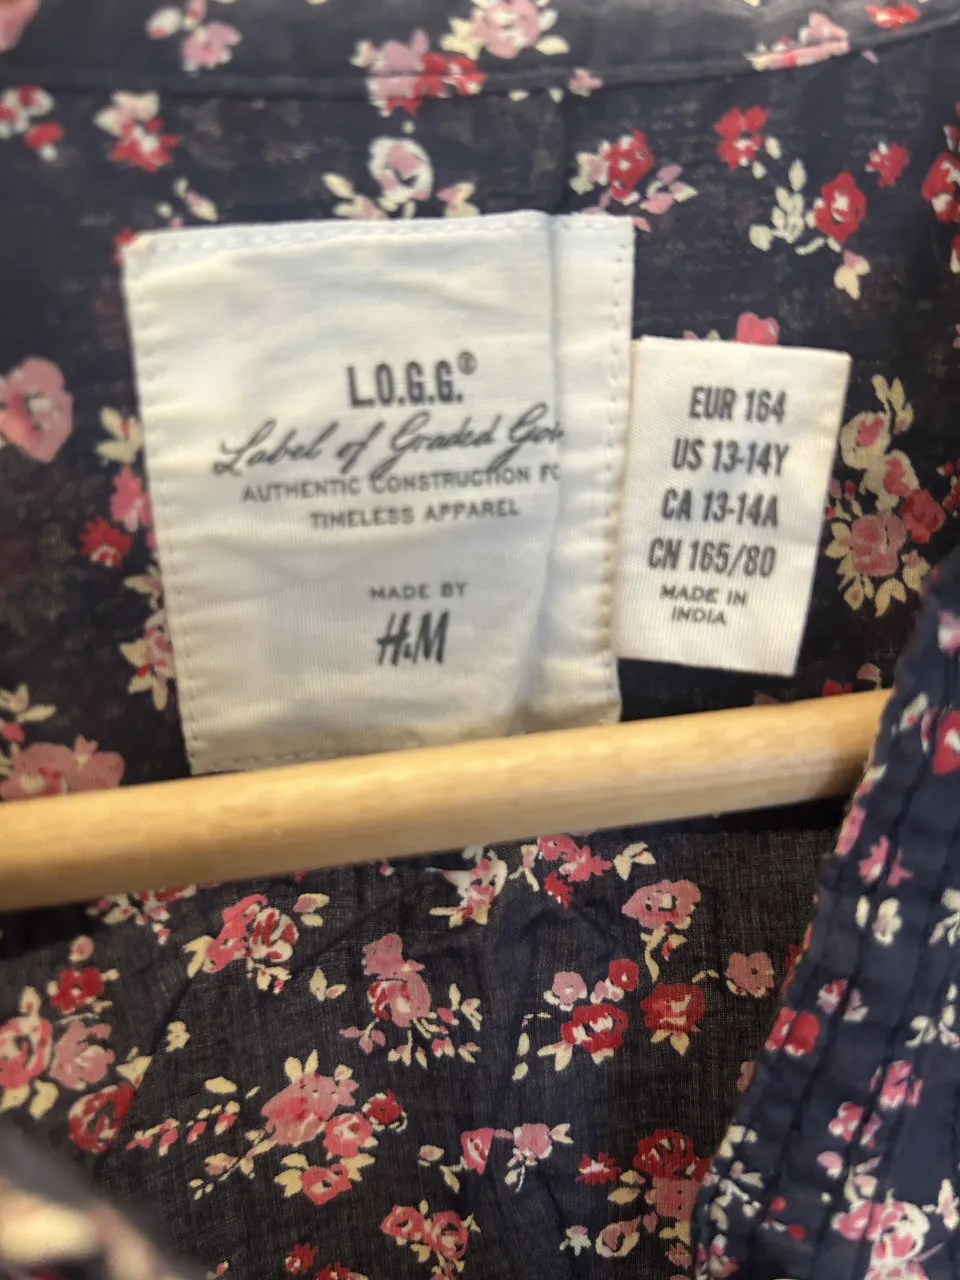 L.O.G.G.®
Label of Graded
AUTHENTIC CONSTRUCTION
TIMELESS APPAREL
MADE BY
H&M
EUR 164
US 13-14Y
CA 13-14A
CN 165/80
MADE IN
INDIA